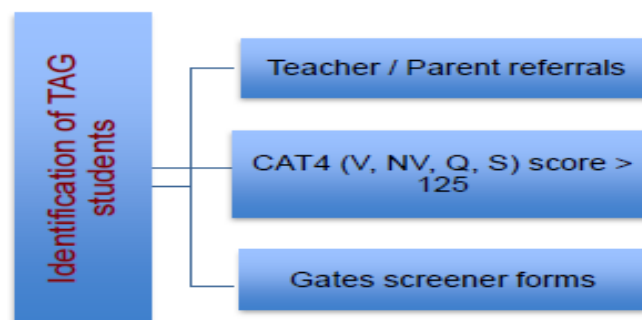 Identification of TAG
students
Teacher / Parent referrals
CAT4 (V, NV, Q, S) score >
125
Gates screener forms